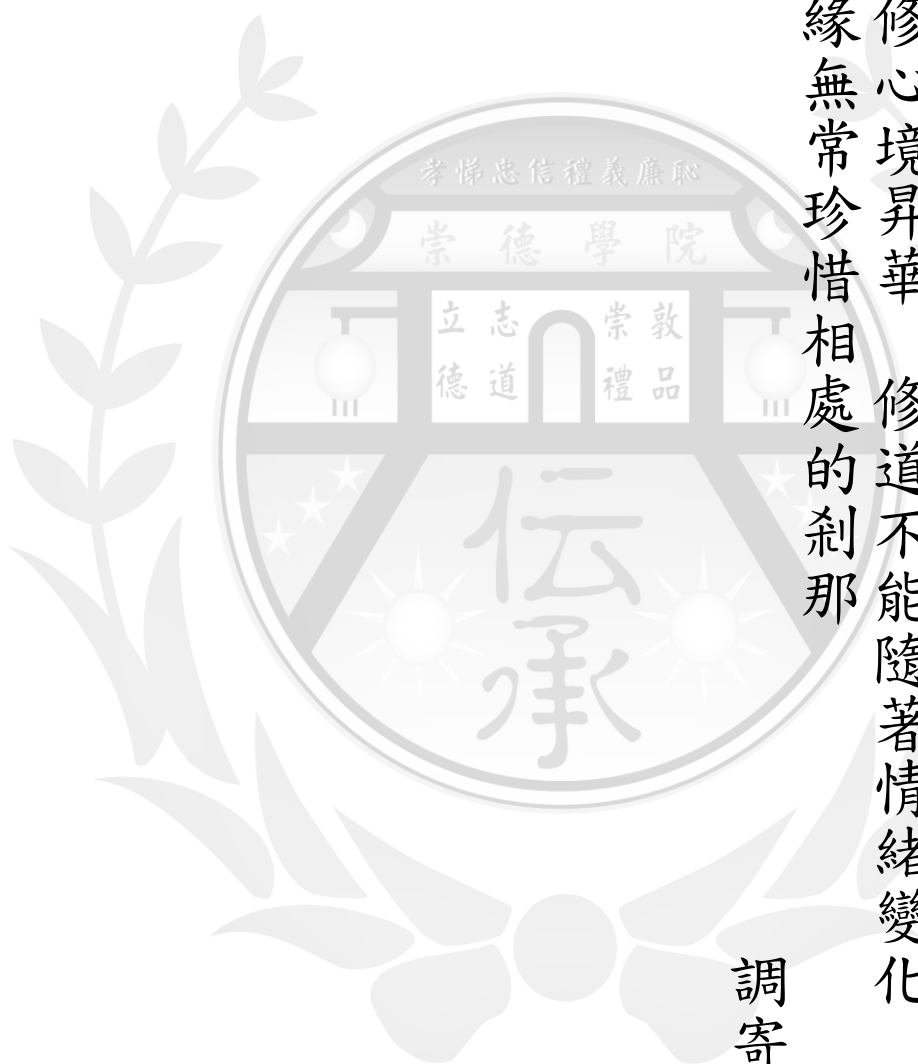 修心境昇華　修道不能隨著情緒變化
緣無常珍惜相處的剎那
調寄
孝悌忠信禮義廉恥
崇德學院
崇敦
禮品
立志
德道
伝承